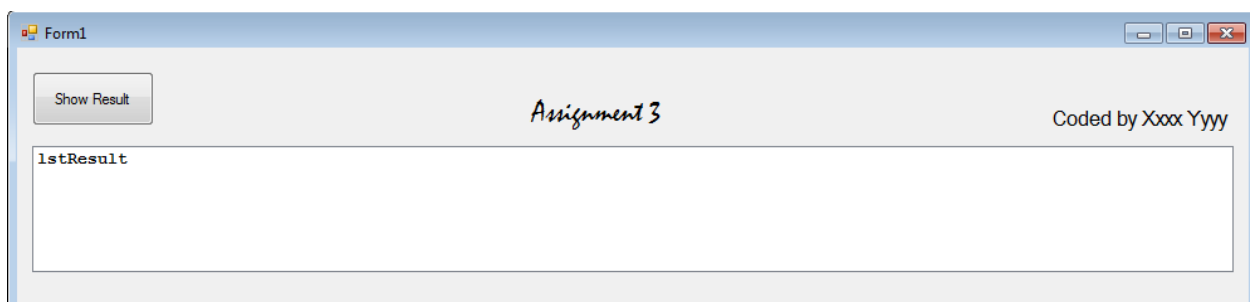 Form1
Show Result
Assignment 3
Coded by Xxxx Yyyy
lstResult